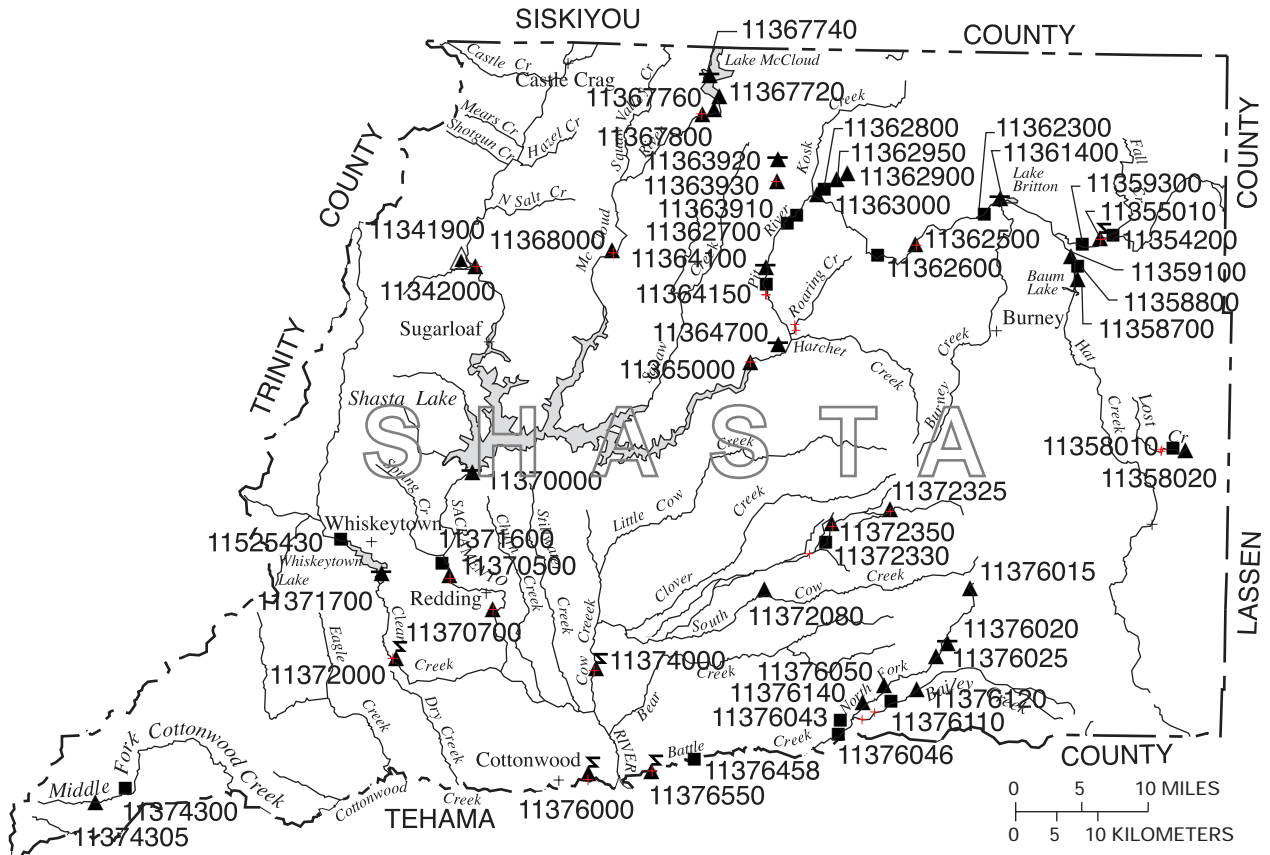 SISKIYOU
COUNTY
11367740
Lake McCloud
Castle Cr
Castle Crag
11367760
11367720
Creek
Mears Cr
Shotgun Cr
Hazel Cr
Squaw Valley Cr
River
11367800
Kosk
11362800
11362300
11362950
11361400
11363920
11362900
Lake
Britton
Fall
COUNTY
COUNTY
11363930
11359300
N Salt Cr
11363910
11363000
11355010
11341900
11368000
11362700
River
11362500
11354200
McCloud
11364100
Creek
11362600
11359100
11342000
11364150
Pit
Roaring Cr
Baum
Lake
11358800
Sugarloaf
11364700
Burney
11358700
Hatchet
Creek
Creek
Hat
TRINITY
11365000
Squaw
Shasta Lake
Burney
Creek
Lost
Cr
SHASTA
Creek
11358010
11358020
Spring Cr
11370000
Little Cow
Creek
11372325
Whiskeytown
SACRAMENTO
11371600
11372350
11525430
Whiskeytown
Lake
11370500
11372330
11371700
Redding
Creek
Creek
Clover
South
Cow
Creek
11376015
LASSEN
11372080
Clear
11370700
Eagle
11376020
11374000
Cow
Creek
11376025
11372000
Creek
Creek
11376050
North Fork
Bear
11376140
Bailey
Creek
11376120
11376043
11376110
Creek
Dry Creek
RIVER
Battle
Creek
11376046
COUNTY
Cottonwood
11376458
Middle Fork Cottonwood Creek
11376550
11376000
Cottonwood
Creek
TEHAMA
11374300
11374305
0 5 10 MILES
0 5 10 KILOMETERS